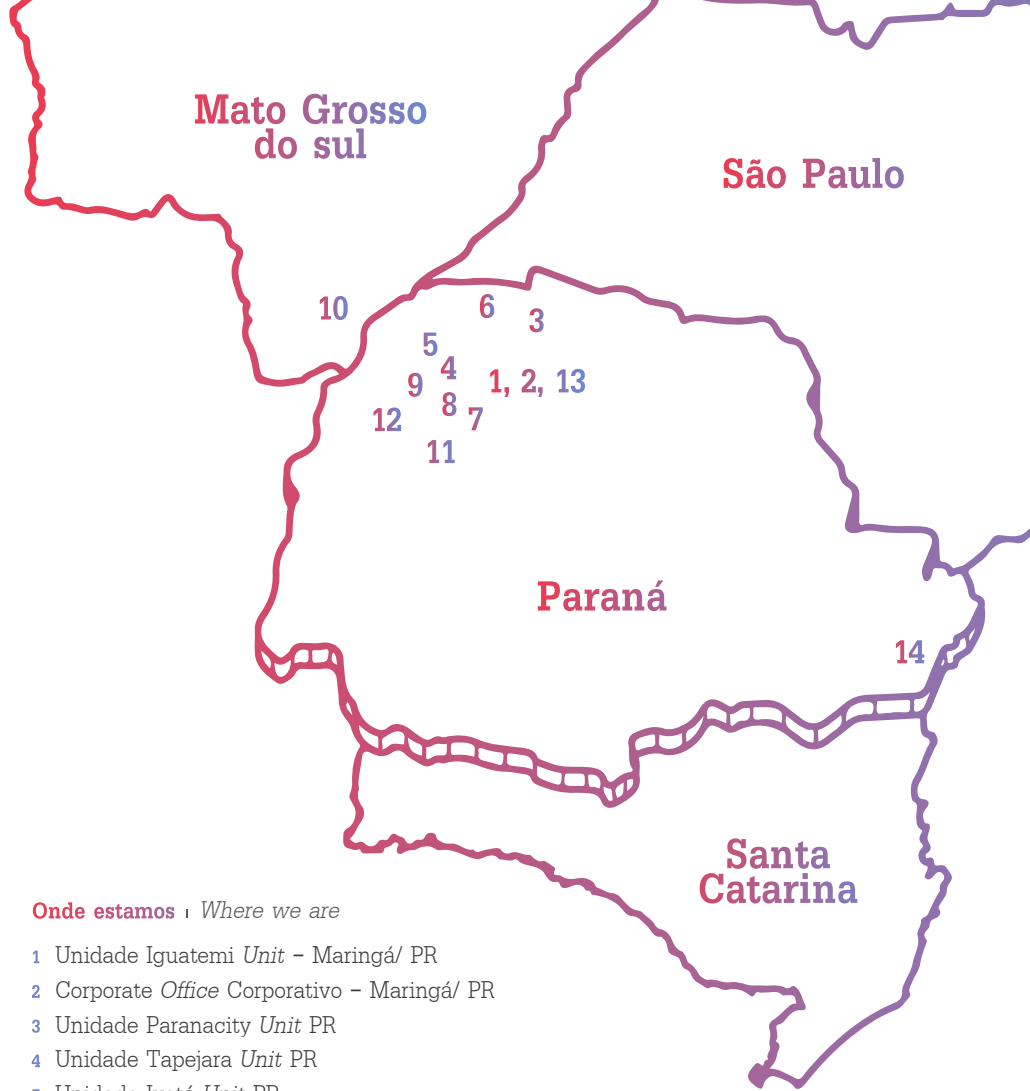 Mato Grosso
do sul
São Paulo
10
6
3
5
4
9
1, 2, 13
8
12
7
11
Paraná
14
Santa
Catarina
Onde estamos | Where we are
1 Unidade Iguatemi Unit – Maringá/ PR
2 Corporate Office Corporativo – Maringá/ PR
3 Unidade Paranacity Unit PR
4 Unidade Tapejara Unit PR